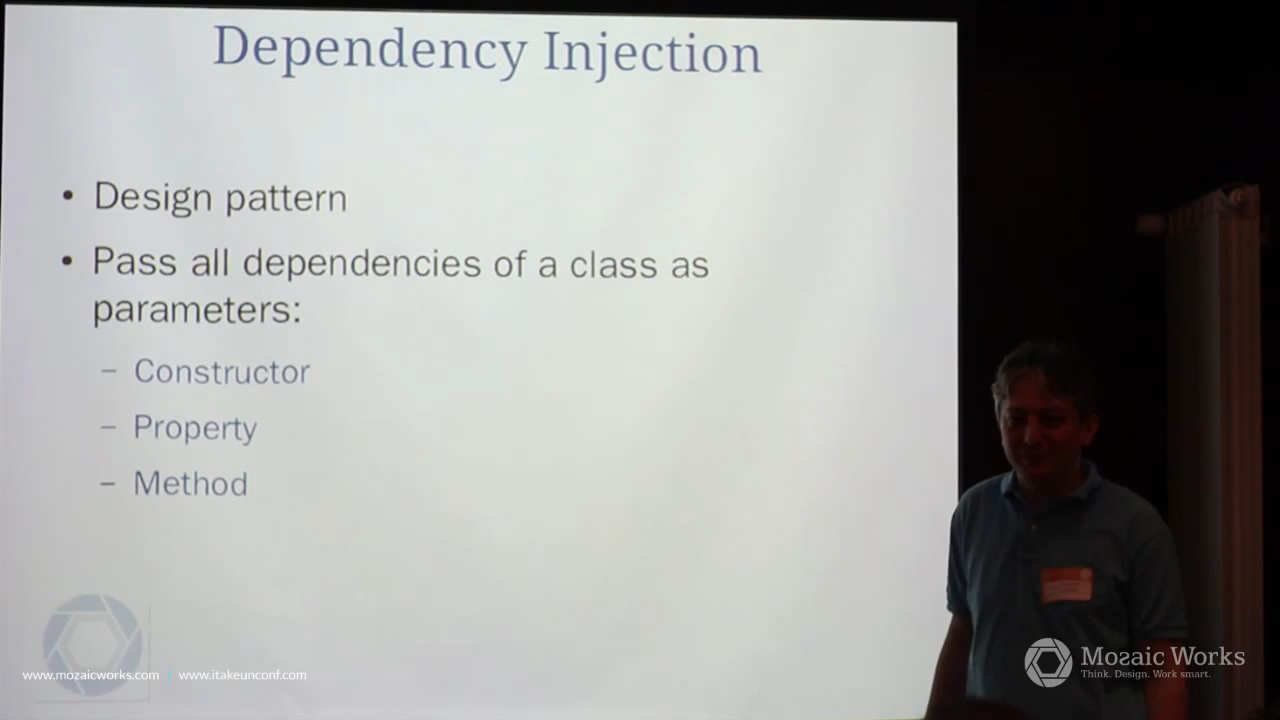 Dependency Injection
• Design pattern
• Pass all dependencies of a class as
parameters:
– Constructor
– Property
– Method
www.mozaicworks.com | www.itakeunconf.com
Mozaic Works
Think. Design. Work smart.